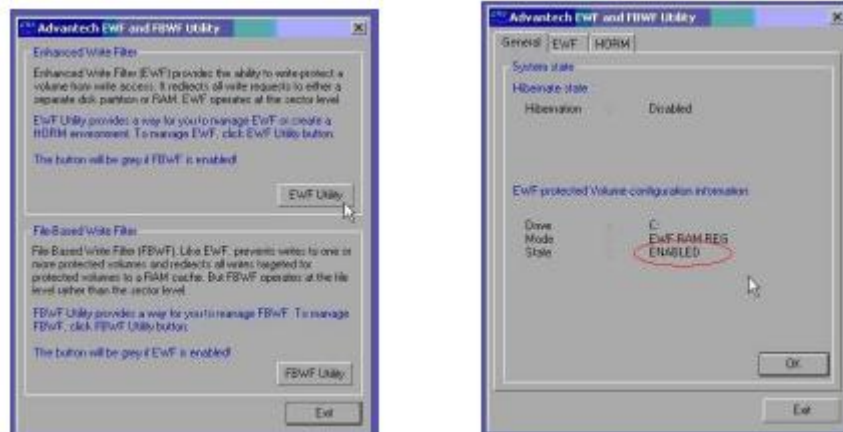 Advantech EWF and FBWF Utility
Enhanced Write Filter
Enhanced Write Filter (EWF) provides the ability to write-protect a
volume from write access. It redirects all write requests to either a
separate disk partition or RAM. EWF operates at the sector level.
EWF Utility provides a way for you to manage EWF or create a
HORM environment. To manage EWF, click EWF Utility button.
The button will be grey if FBWF is enabled!
EWF Utility
File-Based Write Filter
File-Based Write Filter (FBWF). Like EWF, prevents writes to one or
more protected volumes and redirects all writes targeted for
protected volumes to a RAM cache. But FBWF operates at the file
level rather than the sector level.
FBWF Utility provides a way for you to manage FBWF. To manage
FBWF, click FBWF Utility button.
The button will be grey if EWF is enabled!
FBWF Utility
Exit
Advantech EWF and FBWF Utility
General EWF HORM
System state
Hibernate state
Hibernation : Disabled
EWF protected Volume configuration information
Drive : C:
Mode : EWF-RAM REG
State : ENABLED
OK
Exit